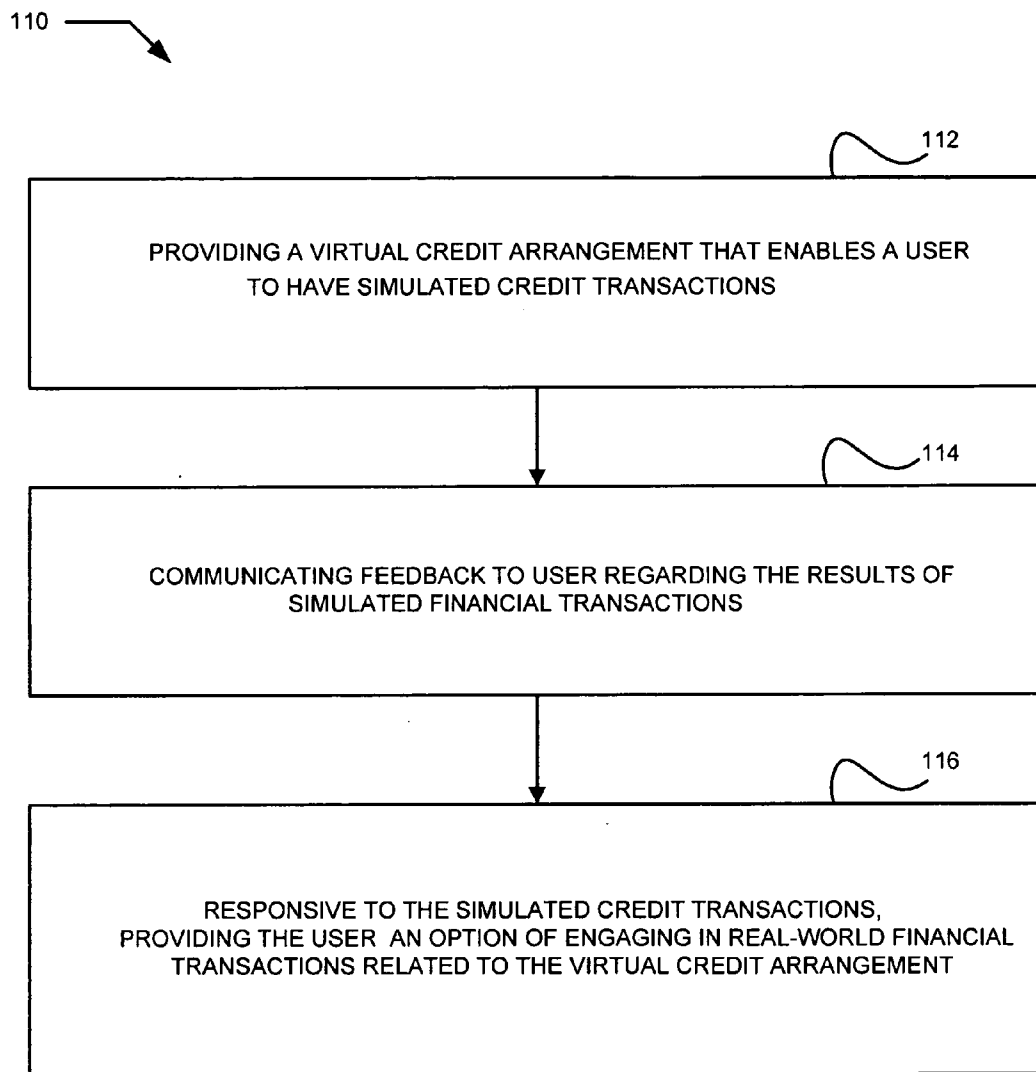 110
112
PROVIDING A VIRTUAL CREDIT ARRANGEMENT THAT ENABLES A USER
TO HAVE SIMULATED CREDIT TRANSACTIONS
114
COMMUNICATING FEEDBACK TO USER REGARDING THE RESULTS OF
SIMULATED FINANCIAL TRANSACTIONS
116
RESPONSIVE TO THE SIMULATED CREDIT TRANSACTIONS,
PROVIDING THE USER AN OPTION OF ENGAGING IN REAL-WORLD FINANCIAL
TRANSACTIONS RELATED TO THE VIRTUAL CREDIT ARRANGEMENT